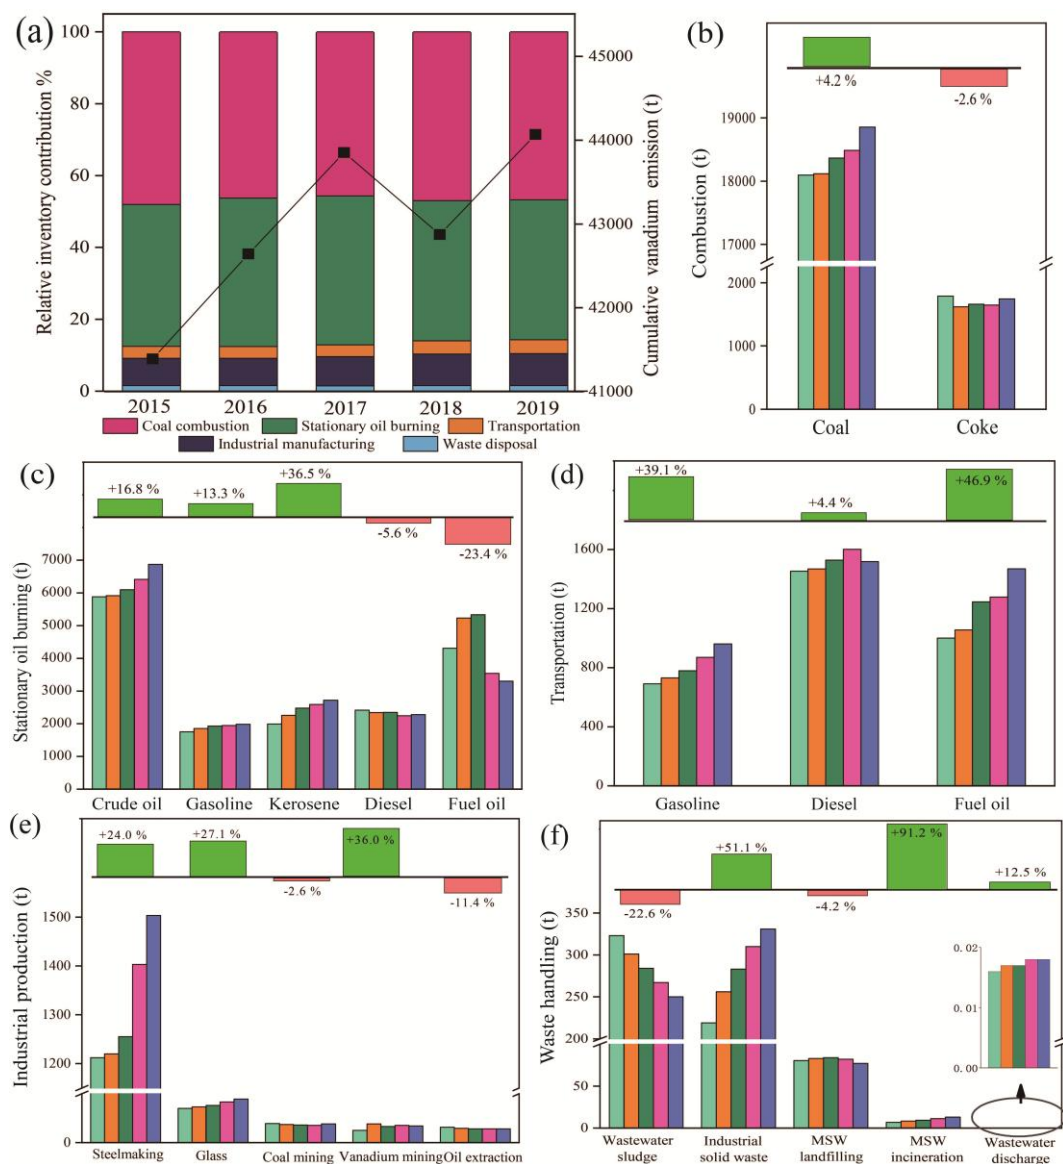 (a)
Relative inventory contribution %
100
80
60
40
20
0
45000
44000
43000
42000
41000
Cumulative vanadium emission (t)
2015 2016 2017 2018 2019
Coal combustion Stationary oil burning Transportation
Industrial manufacturing Waste disposal
(b)
+4.2 %
-2.6 %
Combustion (t)
19000
18000
17000
2000
1000
0
Coal Coke
(c)
+16.8 % +13.3 % +36.5 %
-5.6 %
-23.4 %
Stationary oil burning (t)
7000
6000
5000
4000
3000
2000
1000
0
Crude oil Gasoline Kerosene Diesel Fuel oil
(d)
+39.1 %
+4.4 %
+46.9 %
Transportation (t)
1600
1200
800
400
0
Gasoline Diesel Fuel oil
(e)
+24.0 % +27.1 %
-2.6 %
+36.0 %
-11.4 %
Industrial production (t)
1500
1400
1300
1200
0
Steelmaking Glass Coal mining Vanadium mining Oil extraction
(f)
-22.6 %
+51.1 %
-4.2 %
+91.2 %
+12.5 %
Waste handling (t)
350
300
250
200
50
0
0.02
0.01
0.00
Wastewater
sludge
Industrial
solid waste
MSW
landfilling
MSW
incineration
Wastewater
discharge